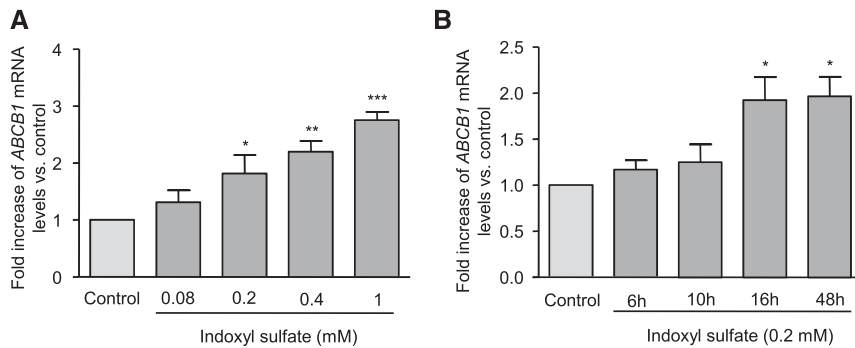 A
Fold increase of ABCB1 mRNA
levels vs. control
4
3
2
1
0
*
**
***
Control
0.08
0.2
0.4
1
Indoxyl sulfate (mM)
B
Fold increase of ABCB1 mRNA
levels vs. control
2.5
2.0
1.5
1.0
0.5
0.0
*
*
Control
6h
10h
16h
48h
Indoxyl sulfate (0.2 mM)